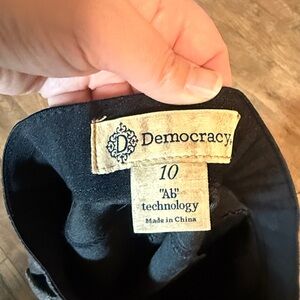 D Democracy.
10
"Ab"
technology
Made in China